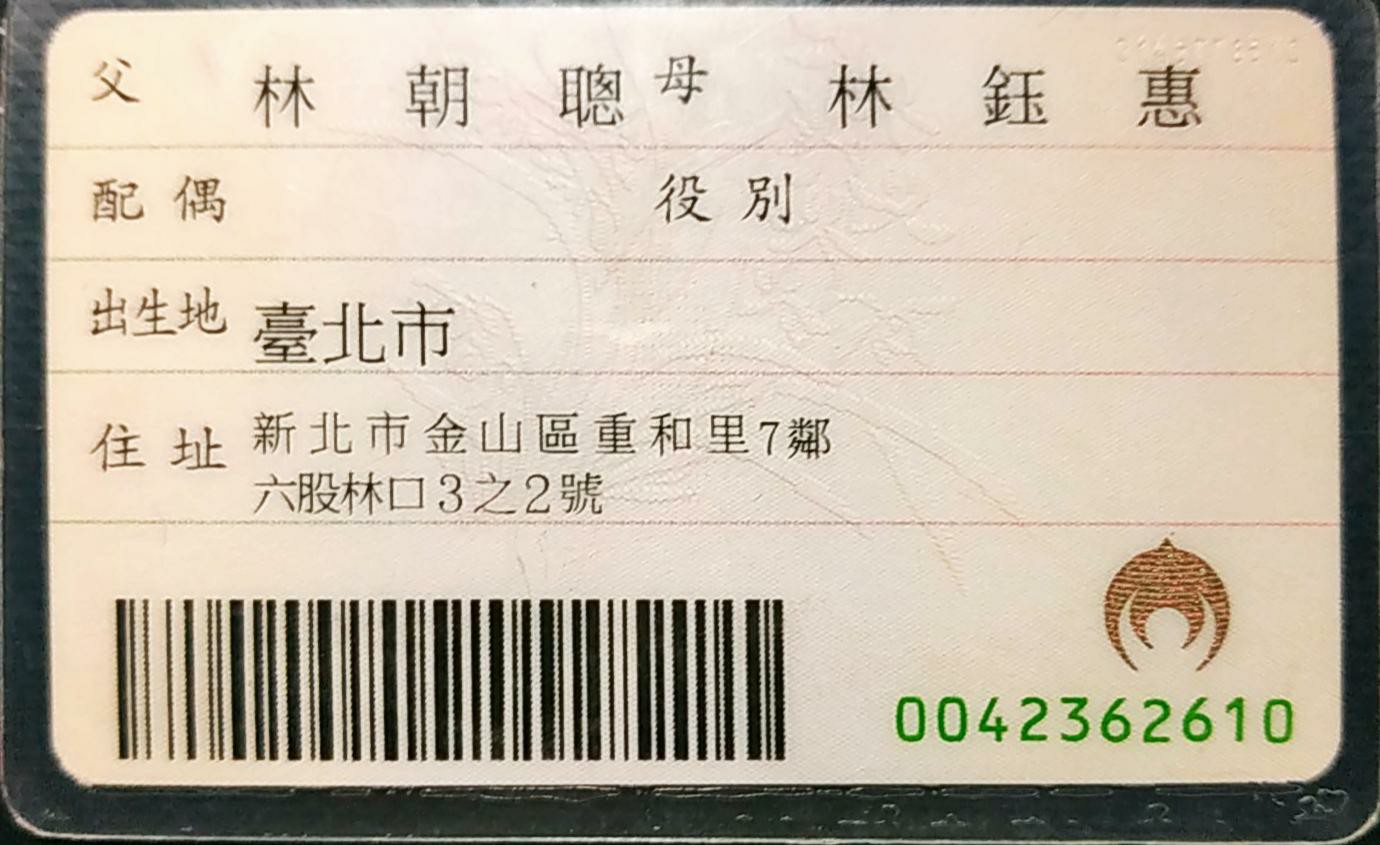 父 林朝聰 母 林鈺惠
配偶 役別
出生地 臺北市
住址 新北市金山區重和里7鄰
六股林口3之2號
0042362610